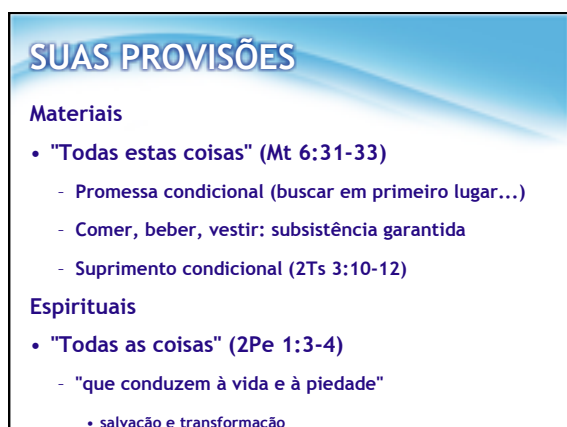 SUAS PROVISÕES
Materiais
• "Todas estas coisas" (Mt 6:31-33)
– Promessa condicional (buscar em primeiro lugar...)
– Comer, beber, vestir: subsistência garantida
– Suprimento condicional (2Ts 3:10-12)
Espirituais
• "Todas as coisas" (2Pe 1:3-4)
– "que conduzem à vida e à piedade"
• salvação e transformação